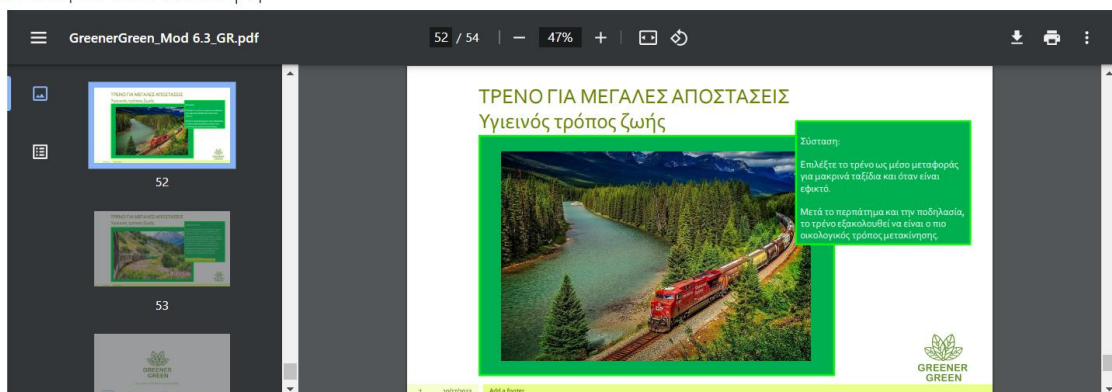 GreenerGreen_Mod 6.3_GR.pdf
52 / 54
47%
52
53
ΤΡΕΝΟ ΓΙΑ ΜΕΓΑΛΕΣ ΑΠΟΣΤΑΣΕΙΣ
Υγιεινός τρόπος ζωής
Σύσταση:
Επιλέξτε το τρένο ως μέσο μεταφοράς
για μακρινά ταξίδια και όταν είναι
εφικτό.
Μετά το περπάτημα και την ποδηλασία,
το τρένο εξακολουθεί να είναι ο πιο
οικολογικός τρόπος μετακίνησης.
GREENER
GREEN
Add a footer